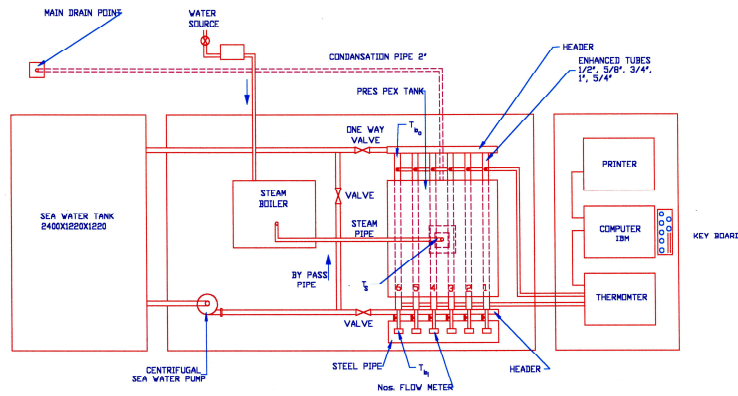 MAIN DRAIN POINT
WATER
SOURCE
CONDANSATION PIPE 2"
HEADER
ENHANCED TUBES
1/2", 5/8", 3/4",
1", 5/4"
PRES PEX TANK
ONE WAY
VALVE
Tb0
PRINTER
STEAM
BOILER
VALVE
SEA WATER TANK
2400X1220X1220
STEAM
PIPE
COMPUTER
IBM
KEY BOARD
BY PASS
PIPE
Ts
6 5 4 3 2 1
THERMOMTER
VALVE
STEEL PIPE
Tb1
HEADER
CENTRIFUGAL
SEA WATER PUMP
Nos. FLOW METER